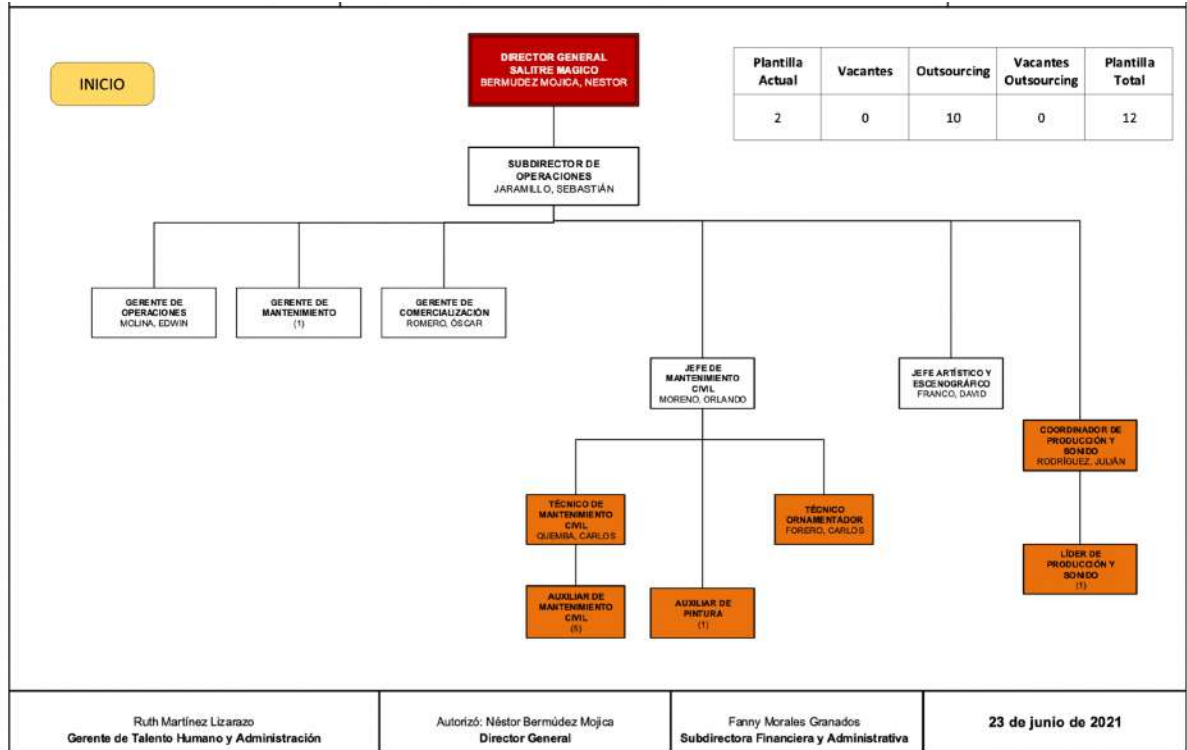 INICIO
DIRECTOR GENERAL
SALITRE MAGICO
BERMUDEZ MOJICA, NESTOR
Plantilla Actual Vacantes Outsourcing Vacantes Outsourcing Plantilla Total
2 0 10 0 12
SUBDIRECTOR DE
OPERACIONES
JARAMILLO, SEBASTIÁN
GERENTE DE
OPERACIONES
MOLINA, EDWIN
GERENTE DE
MANTENIMIENTO
(1)
GERENTE DE
COMERCIALIZACIÓN
ROMERO, ÓSCAR
JEFE DE
MANTENIMIENTO
CIVIL
MORENO, ORLANDO
JEFE ARTÍSTICO Y
ESCENOGRÁFICO
FRANCO, DAVID
COORDINADOR DE
PRODUCCIÓN Y
SONIDO
RODRÍGUEZ, JULIÁN
TÉCNICO DE
MANTENIMIENTO
CIVIL
QUEMBA, CARLOS
TÉCNICO
ORNAMENTADOR
FORERO, CARLOS
LÍDER DE
PRODUCCIÓN Y
SONIDO
(1)
AUXILIAR DE
MANTENIMIENTO
CIVIL
(5)
AUXILIAR DE
PINTURA
(1)
Ruth Martínez Lizarazo
Gerente de Talento Humano y Administración
Autorizó: Néstor Bermúdez Mojica
Director General
Fanny Morales Granados
Subdirectora Financiera y Administrativa
23 de junio de 2021